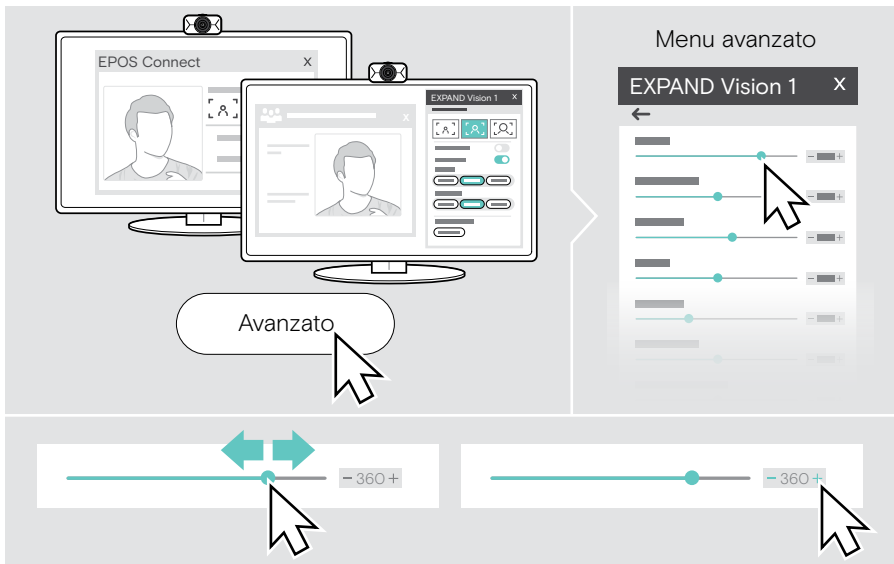 EPOS Connect
x
EXPAND Vision 1
x
x
Avanzato
Menu avanzato
EXPAND Vision 1
x
- +
- +
- +
- +
- +
- +
- 360 +
- 360 +